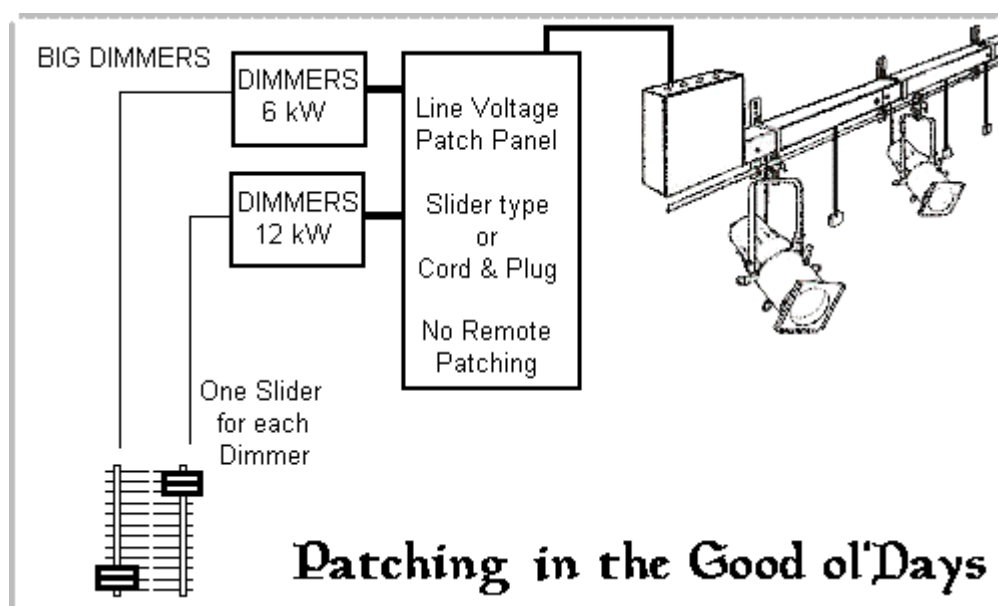 BIG DIMMERS
DIMMERS
6 kW
DIMMERS
12 kW
Line Voltage
Patch Panel
Slider type
or
Cord & Plug
No Remote
Patching
One Slider
for each
Dimmer
Patching in the Good ol'Days